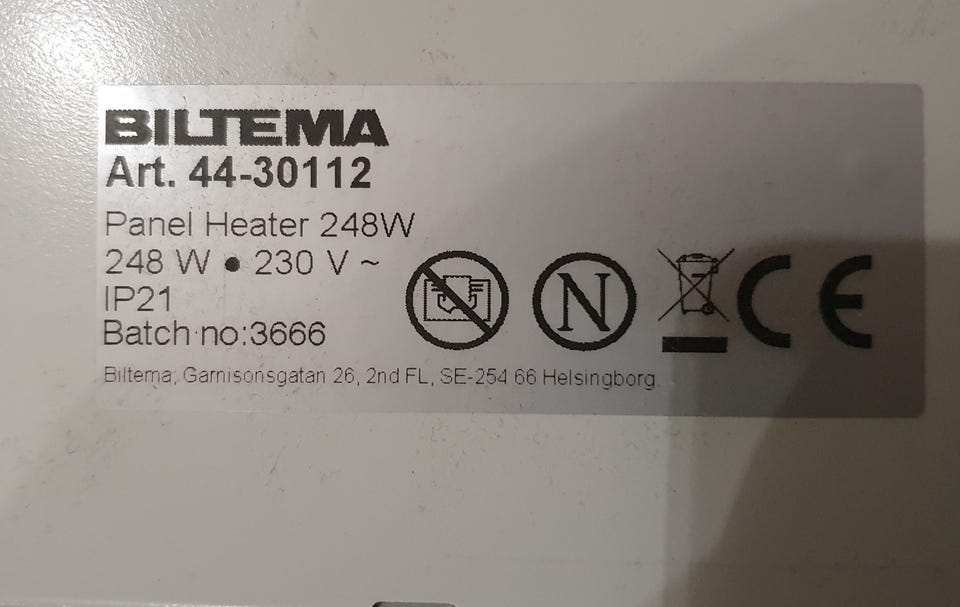 BILTEMA
Art. 44-30112
Panel Heater 248W
248 W ● 230 V ~
IP21
Batch no:3666
N
CE
Biltema, Garnisonsgatan 26, 2nd FL, SE-254 66 Helsingborg